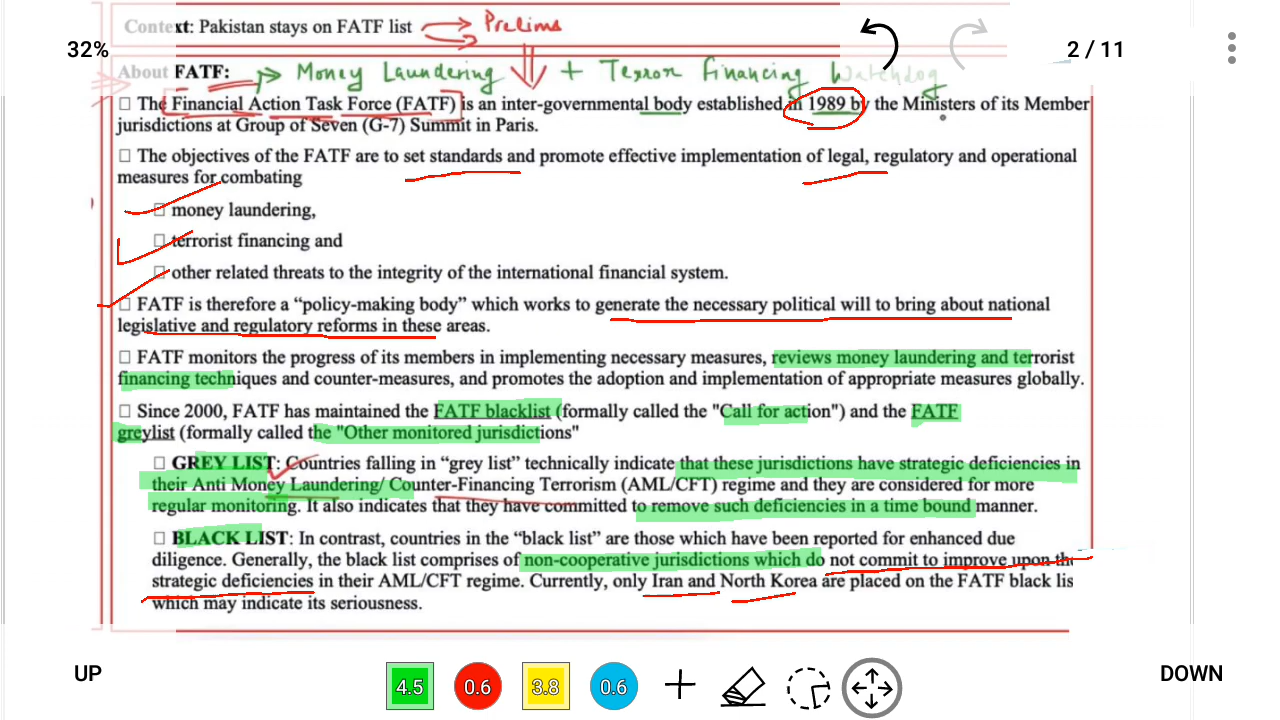 Context: Pakistan stays on FATF list → Prelims
32%
2 / 11
About FATF: → Money Laundering + Terror Financing Watchdog
☐ The Financial Action Task Force (FATF) is an inter-governmental body established in 1989 by the Ministers of its Member
jurisdictions at Group of Seven (G-7) Summit in Paris.
☐ The objectives of the FATF are to set standards and promote effective implementation of legal, regulatory and operational
measures for combating
☐ money laundering,
☐ terrorist financing and
☐ other related threats to the integrity of the international financial system.
☐ FATF is therefore a “policy-making body” which works to generate the necessary political will to bring about national
legislative and regulatory reforms in these areas.
☐ FATF monitors the progress of its members in implementing necessary measures, reviews money laundering and terrorist
financing techniques and counter-measures, and promotes the adoption and implementation of appropriate measures globally.
☐ Since 2000, FATF has maintained the FATF blacklist (formally called the "Call for action") and the FATF
greylist (formally called the "Other monitored jurisdictions"
☐ GREY LIST: Countries falling in “grey list” technically indicate that these jurisdictions have strategic deficiencies in
their Anti Money Laundering/ Counter-Financing Terrorism (AML/CFT) regime and they are considered for more
regular monitoring. It also indicates that they have committed to remove such deficiencies in a time bound manner.
☐ BLACK LIST: In contrast, countries in the “black list” are those which have been reported for enhanced due
diligence. Generally, the black list comprises of non-cooperative jurisdictions which do not commit to improve upon
strategic deficiencies in their AML/CFT regime. Currently, only Iran and North Korea are placed on the FATF black lis
which may indicate its seriousness.
UP
4.5
0.6
3.8
0.6
DOWN